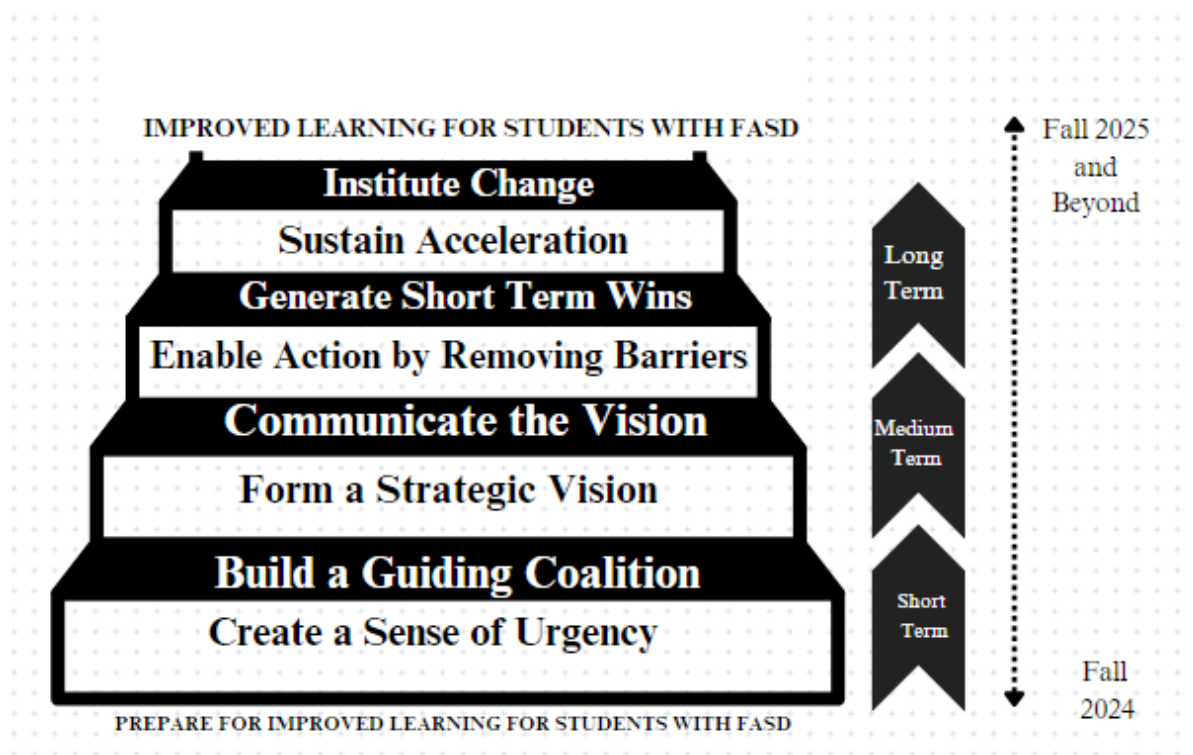 IMPROVED LEARNING FOR STUDENTS WITH FASD
Institute Change
Sustain Acceleration
Generate Short Term Wins
Enable Action by Removing Barriers
Communicate the Vision
Form a Strategic Vision
Build a Guiding Coalition
Create a Sense of Urgency
PREPARE FOR IMPROVED LEARNING FOR STUDENTS WITH FASD
Long
Term
Medium
Term
Short
Term
Fall 2025
and
Beyond
Fall
2024